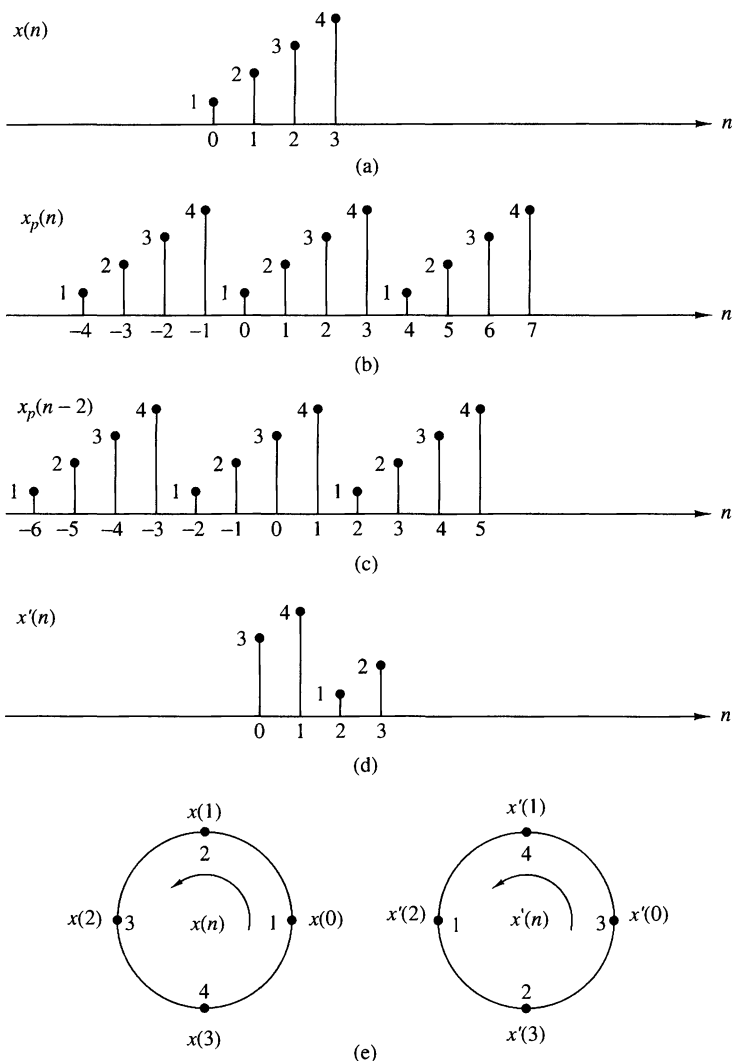 x(n)
1 2 3 4
n
0 1 2 3
(a)
x_p(n)
1 2 3 4 1 2 3 4 1 2 3 4
n
−4 −3 −2 −1 0 1 2 3 4 5 6 7
(b)
x_p(n − 2)
1 2 3 4 1 2 3 4 1 2 3 4
n
−6 −5 −4 −3 −2 −1 0 1 2 3 4 5
(c)
x'(n)
3 4 1 2
n
0 1 2 3
(d)
x(1)
2
x(2) 3 x(n) 1 x(0)
4
x(3)
x'(1)
4
x'(2) 1 x'(n) 3 x'(0)
2
x'(3)
(e)